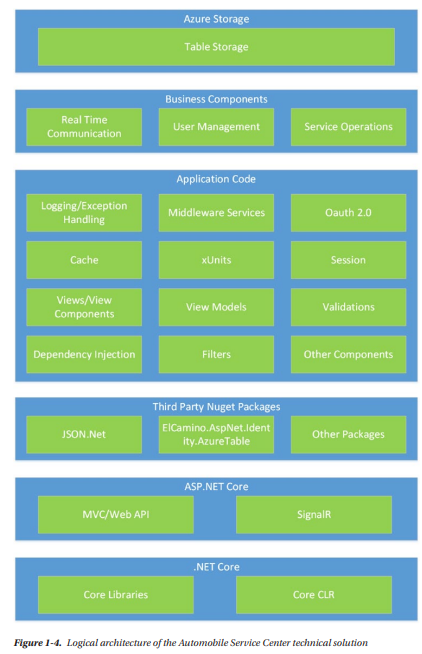 Azure Storage
Table Storage
Business Components
Real Time
Communication
User Management
Service Operations
Application Code
Logging/Exception
Handling
Middleware Services
Oauth 2.0
Cache
xUnits
Session
Views/View
Components
View Models
Validations
Dependency Injection
Filters
Other Components
Third Party Nuget Packages
JSON.Net
ElCamino.AspNet.Ident
ity.AzureTable
Other Packages
ASP.NET Core
MVC/Web API
SignalR
.NET Core
Core Libraries
Core CLR
Figure 1-4. Logical architecture of the Automobile Service Center technical solution